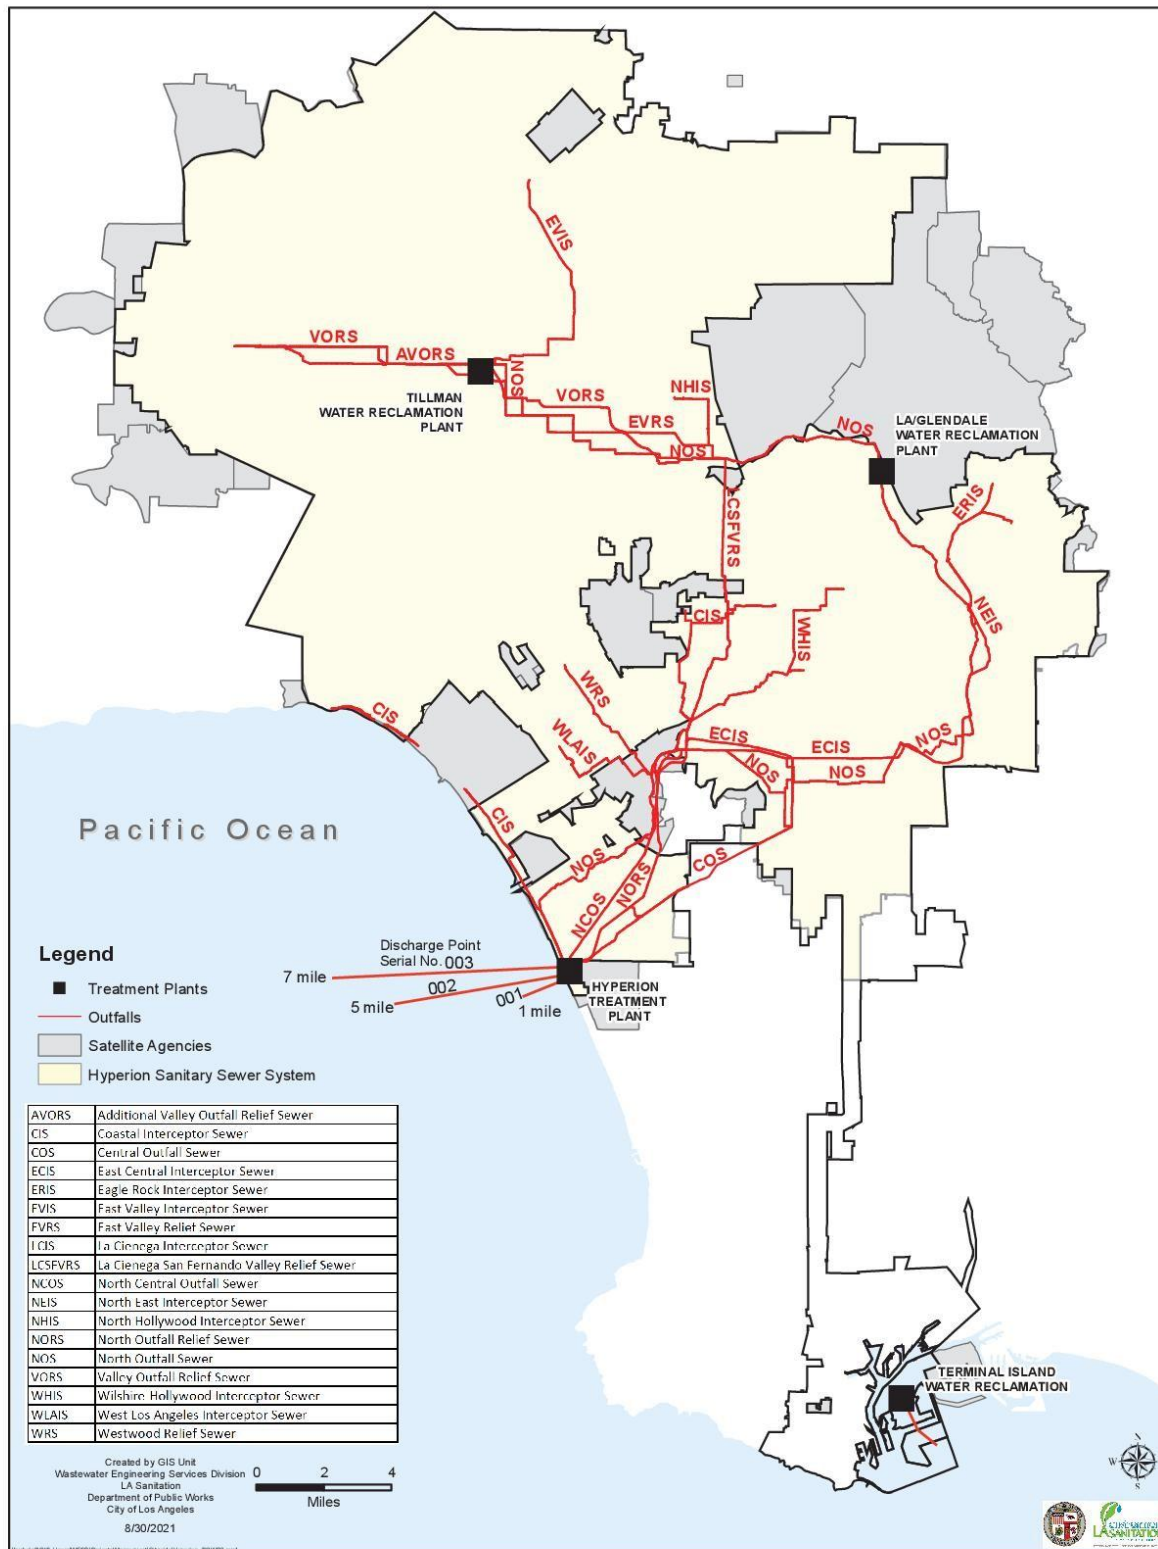 EVIS
VORS
AVORS
NOS
TILLMAN
WATER RECLAMATION
PLANT
VORS
NHIS
EVRS
NOS
NOS
LA/GLENDALE
WATER RECLAMATION
PLANT
ERIS
LCSFVRS
NEIS
LCIS
WHIS
WRS
CIS
WLAIS
ECIS
ECIS
NOS
NOS
NOS
CIS
NOS
COS
NORS
NCOS
Pacific Ocean
Discharge Point
Serial No. 003
7 mile
002
5 mile
001
1 mile
HYPERION
TREATMENT
PLANT
Legend
Treatment Plants
Outfalls
Satellite Agencies
Hyperion Sanitary Sewer System
AVORS Additional Valley Outfall Relief Sewer
CIS Coastal Interceptor Sewer
COS Central Outfall Sewer
ECIS East Central Interceptor Sewer
ERIS Eagle Rock Interceptor Sewer
EVIS East Valley Interceptor Sewer
EVRS East Valley Relief Sewer
LCIS La Cienega Interceptor Sewer
LCSFVRS La Cienega San Fernando Valley Relief Sewer
NCOS North Central Outfall Sewer
NEIS North East Interceptor Sewer
NHIS North Hollywood Interceptor Sewer
NORS North Outfall Relief Sewer
NOS North Outfall Sewer
VORS Valley Outfall Relief Sewer
WHIS Wilshire Hollywood Interceptor Sewer
WLAIS West Los Angeles Interceptor Sewer
WRS Westwood Relief Sewer
TERMINAL ISLAND
WATER RECLAMATION
Created by GIS Unit
Wastewater Engineering Services Division
LA Sanitation
Department of Public Works
City of Los Angeles
8/30/2021
0 2 4
Miles
N
W E
S
LASANITATION